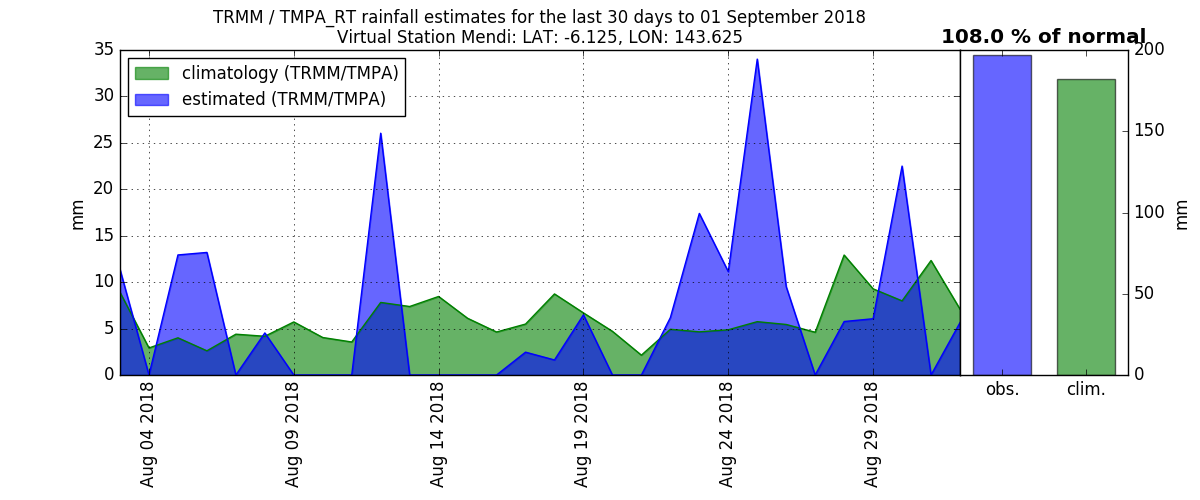 TRMM / TMPA_RT rainfall estimates for the last 30 days to 01 September 2018
Virtual Station Mendi: LAT: -6.125, LON: 143.625
108.0 % of normal
climatology (TRMM/TMPA)
estimated (TRMM/TMPA)
mm
35
30
25
20
15
10
5
0
Aug 04 2018
Aug 09 2018
Aug 14 2018
Aug 19 2018
Aug 24 2018
Aug 29 2018
200
150
100
50
0
mm
obs.
clim.